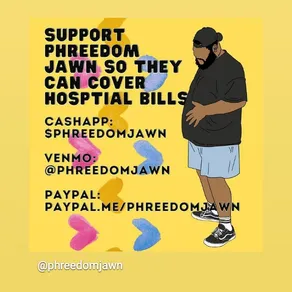 SUPPORT
PHREEDOM
JAWN SO THEY
CAN COVER
HOSPTIAL BILLS
CASHAPP:
$PHREEDOMJAWN
VENMO:
@PHREEDOMJAWN
PAYPAL:
PAYPAL.ME/PHREEDOMJAWN
@phreedomjawn